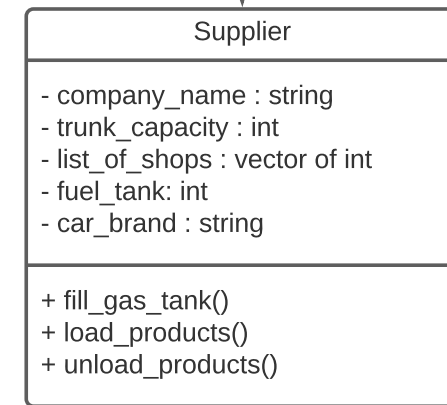 Supplier
- company_name : string
- trunk_capacity : int
- list_of_shops : vector of int
- fuel_tank: int
- car_brand : string
+ fill_gas_tank()
+ load_products()
+ unload_products()